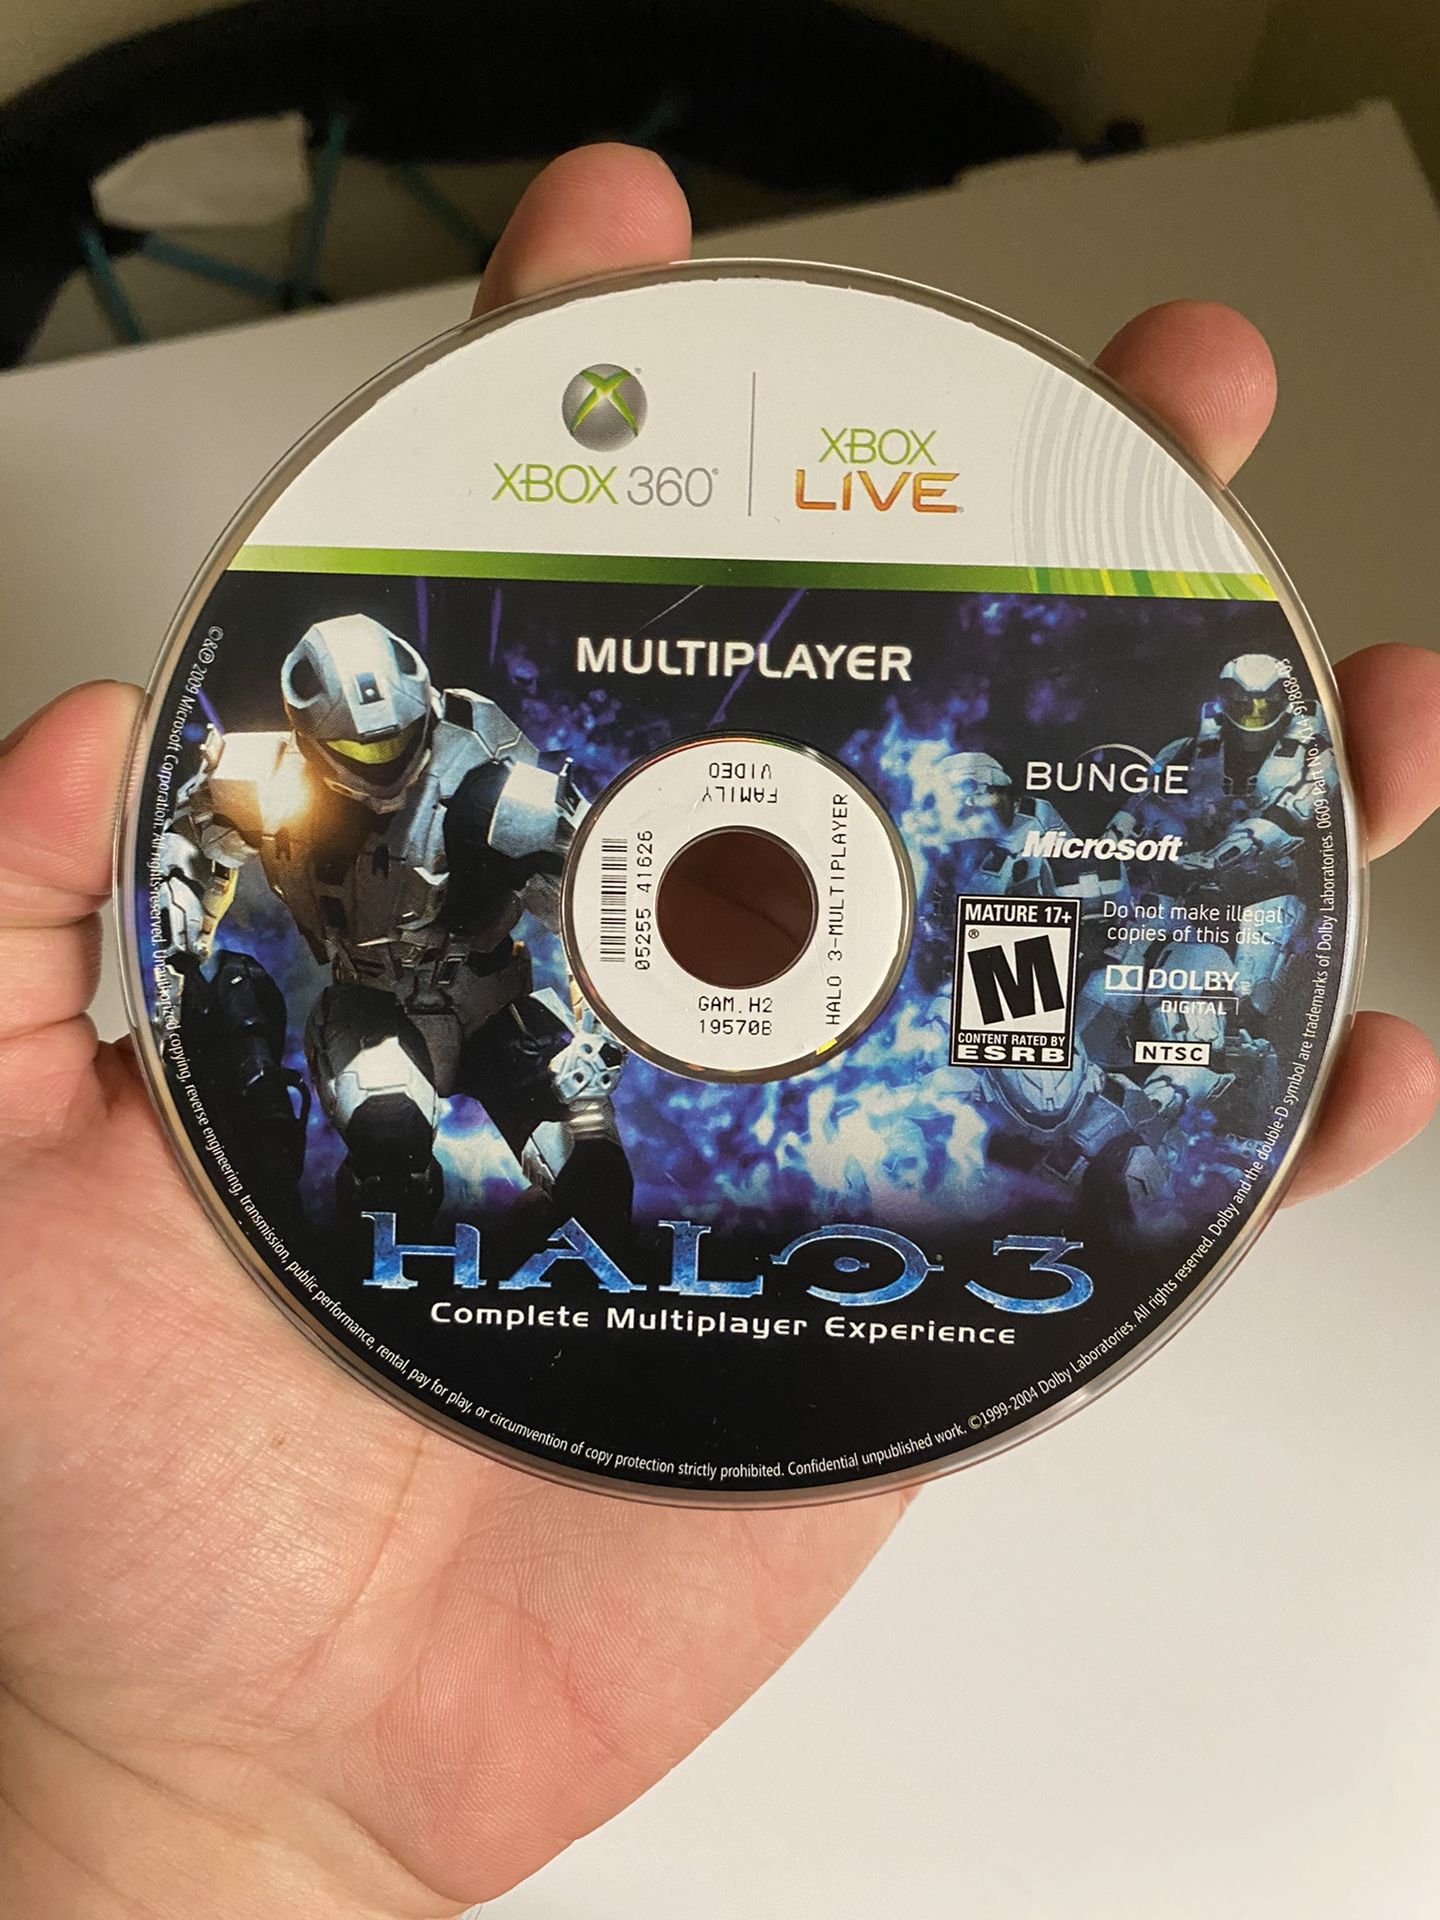 XBOX 360®
XBOX
LIVE®
MULTIPLAYER
BUNGiE
Microsoft
MATURE 17+
M
®
CONTENT RATED BY
ESRB
Do not make illegal
copies of this disc.
DOLBY
DIGITAL
NTSC
FAMILY
VIDEO
05255 41626
HALO 3-MULTIPLAYER
GAM.H2
19570B
HALO 3
Complete Multiplayer Experience
©&℗ 2009 Microsoft Corporation. All rights reserved. Unauthorized copying, reverse engineering, transmission, public performance, rental, pay for play, or circumvention of copy protection strictly prohibited. Confidential unpublished work. ©1999-2004 Dolby Laboratories. All rights reserved. Dolby and the double-D symbol are trademarks of Dolby Laboratories. 0609 Part No. X14-97868-03